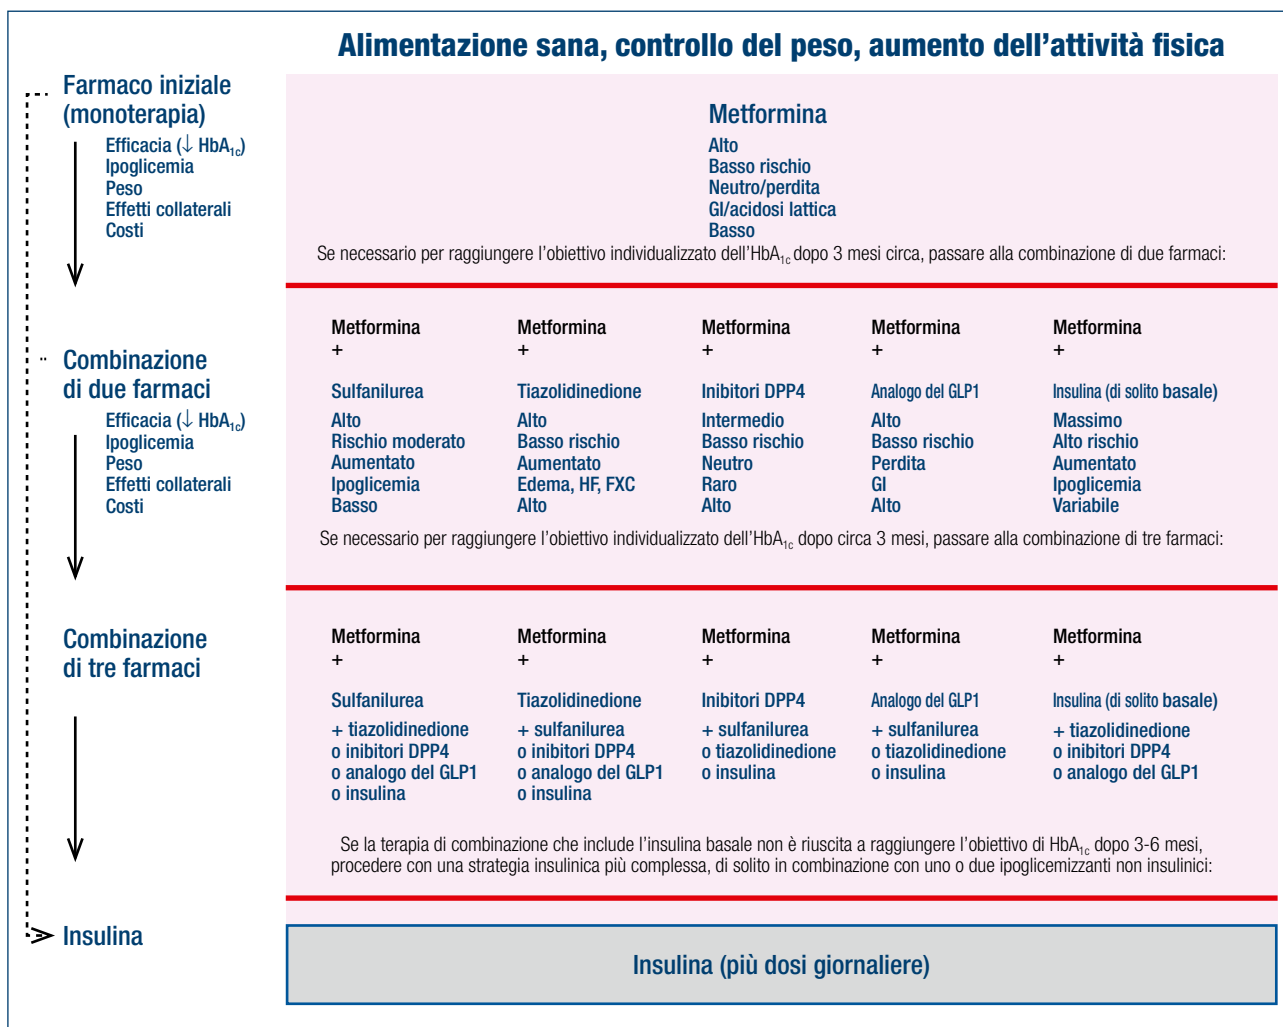 Alimentazione sana, controllo del peso, aumento dell'attività fisica
Farmaco iniziale
(monoterapia)
Efficacia (↓ HbA1c)
Ipoglicemia
Peso
Effetti collaterali
Costi
Metformina
Alto
Basso rischio
Neutro/perdita
GI/acidosi lattica
Basso
Se necessario per raggiungere l'obiettivo individualizzato dell'HbA1c dopo 3 mesi circa, passare alla combinazione di due farmaci:
Combinazione
di due farmaci
Efficacia (↓ HbA1c)
Ipoglicemia
Peso
Effetti collaterali
Costi
Metformina
+
Sulfanilurea
Alto
Rischio moderato
Aumentato
Ipoglicemia
Basso
Metformina
+
Tiazolidinedione
Alto
Basso rischio
Aumentato
Edema, HF, FXC
Alto
Metformina
+
Inibitori DPP4
Intermedio
Basso rischio
Neutro
Raro
Alto
Metformina
+
Analogo del GLP1
Alto
Basso rischio
Perdita
GI
Alto
Metformina
+
Insulina (di solito basale)
Massimo
Alto rischio
Aumentato
Ipoglicemia
Variabile
Se necessario per raggiungere l'obiettivo individualizzato dell'HbA1c dopo circa 3 mesi, passare alla combinazione di tre farmaci:
Combinazione
di tre farmaci
Metformina
+
Sulfanilurea
+ tiazolidinedione
o inibitori DPP4
o analogo del GLP1
o insulina
Metformina
+
Tiazolidinedione
+ sulfanilurea
o inibitori DPP4
o analogo del GLP1
o insulina
Metformina
+
Inibitori DPP4
+ sulfanilurea
o tiazolidinedione
o insulina
Metformina
+
Analogo del GLP1
+ sulfanilurea
o tiazolidinedione
o insulina
Metformina
+
Insulina (di solito basale)
+ tiazolidinedione
o inibitori DPP4
o analogo del GLP1
Se la terapia di combinazione che include l'insulina basale non è riuscita a raggiungere l'obiettivo di HbA1c dopo 3-6 mesi,
procedere con una strategia insulinica più complessa, di solito in combinazione con uno o due ipoglicemizzanti non insulinici:
Insulina
Insulina (più dosi giornaliere)